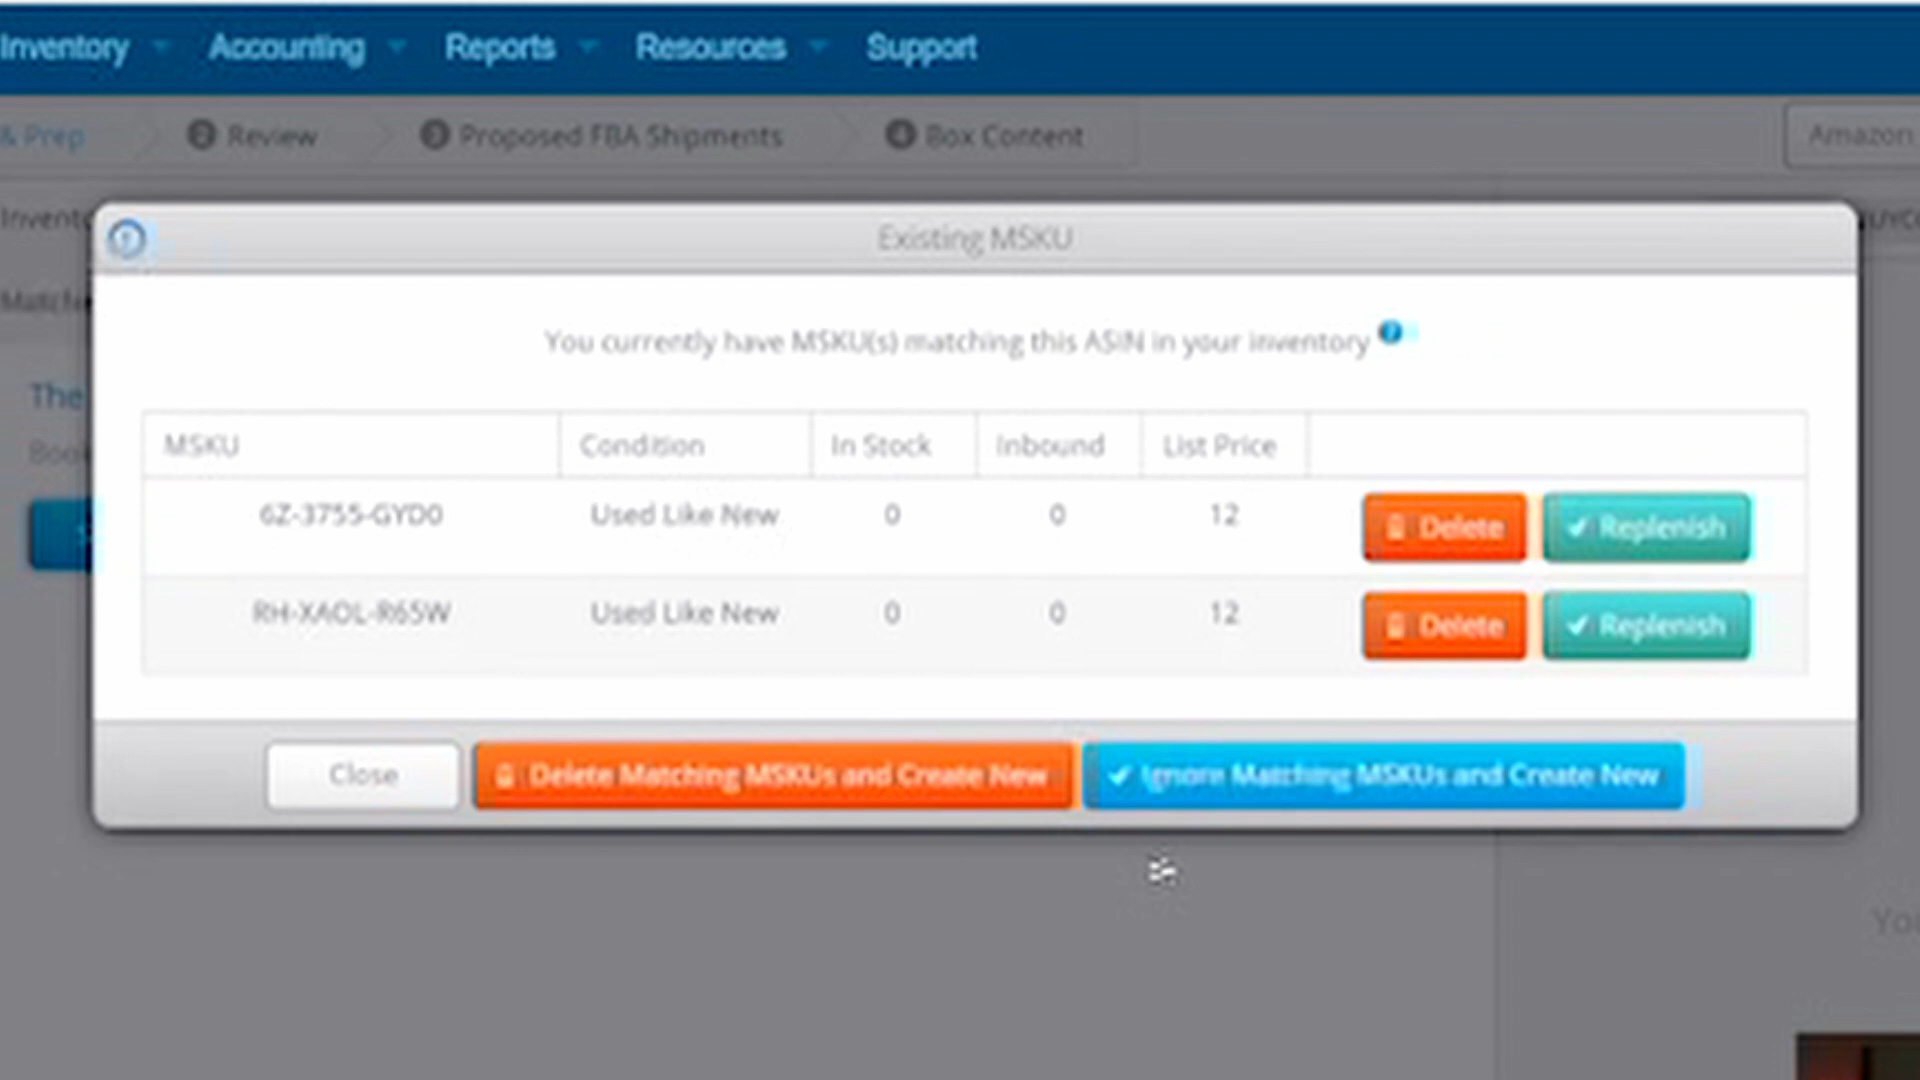 Inventory Accounting Reports Resources Support
& Prep 2 Review 3 Proposed FBA Shipments 4 Box Content Amazon
Existing MSKU
You currently have MSKU(s) matching this ASIN in your inventory ?
The
MSKU Condition In Stock Inbound List Price
6Z-3755-GYD0 Used Like New 0 0 12 Delete Replenish
RH-XAOL-R65W Used Like New 0 0 12 Delete Replenish
Close Delete Matching MSKUs and Create New Ignore Matching MSKUs and Create New